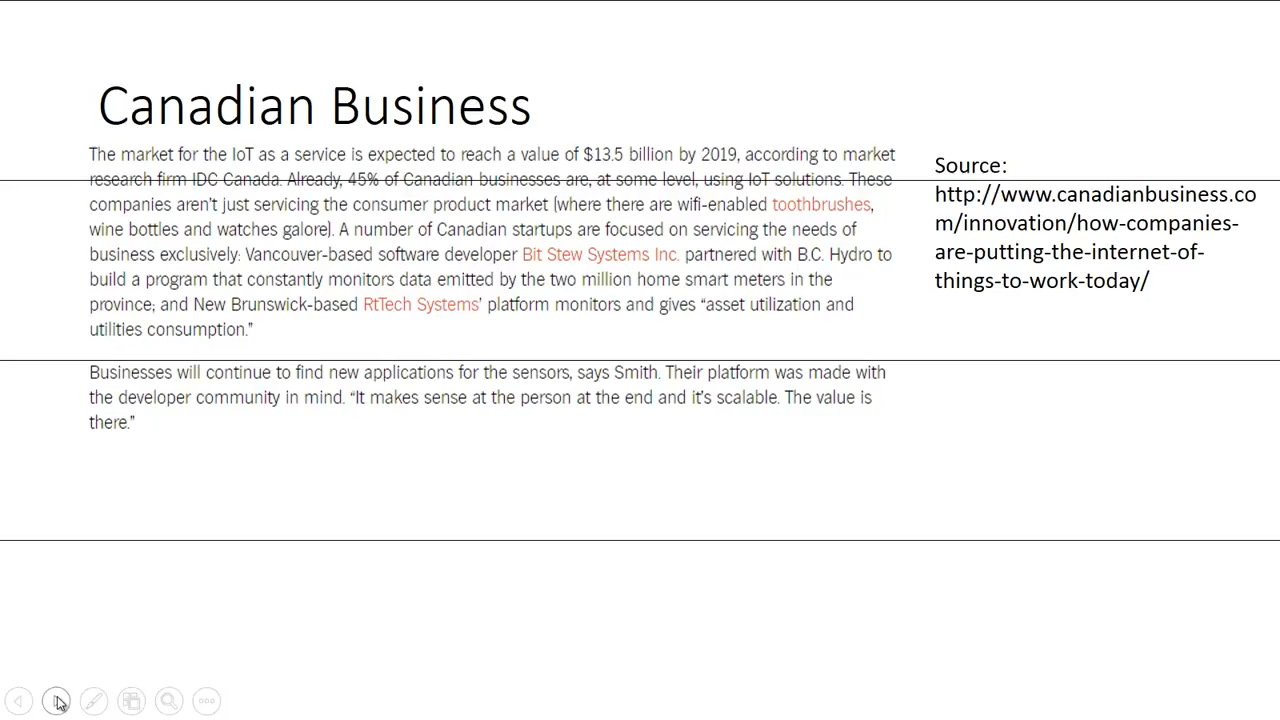 Canadian Business
The market for the IoT as a service is expected to reach a value of $13.5 billion by 2019, according to market
research firm IDC Canada. Already, 45% of Canadian businesses are, at some level, using IoT solutions. These
companies aren't just servicing the consumer product market (where there are wifi-enabled toothbrushes,
wine bottles and watches galore). A number of Canadian startups are focused on servicing the needs of
business exclusively: Vancouver-based software developer Bit Stew Systems Inc. partnered with B.C. Hydro to
build a program that constantly monitors data emitted by the two million home smart meters in the
province; and New Brunswick-based RtTech Systems' platform monitors and gives “asset utilization and
utilities consumption.”
Businesses will continue to find new applications for the sensors, says Smith. Their platform was made with
the developer community in mind. “It makes sense at the person at the end and it's scalable. The value is
there.”
Source:
http://www.canadianbusiness.co
m/innovation/how-companies-
are-putting-the-internet-of-
things-to-work-today/